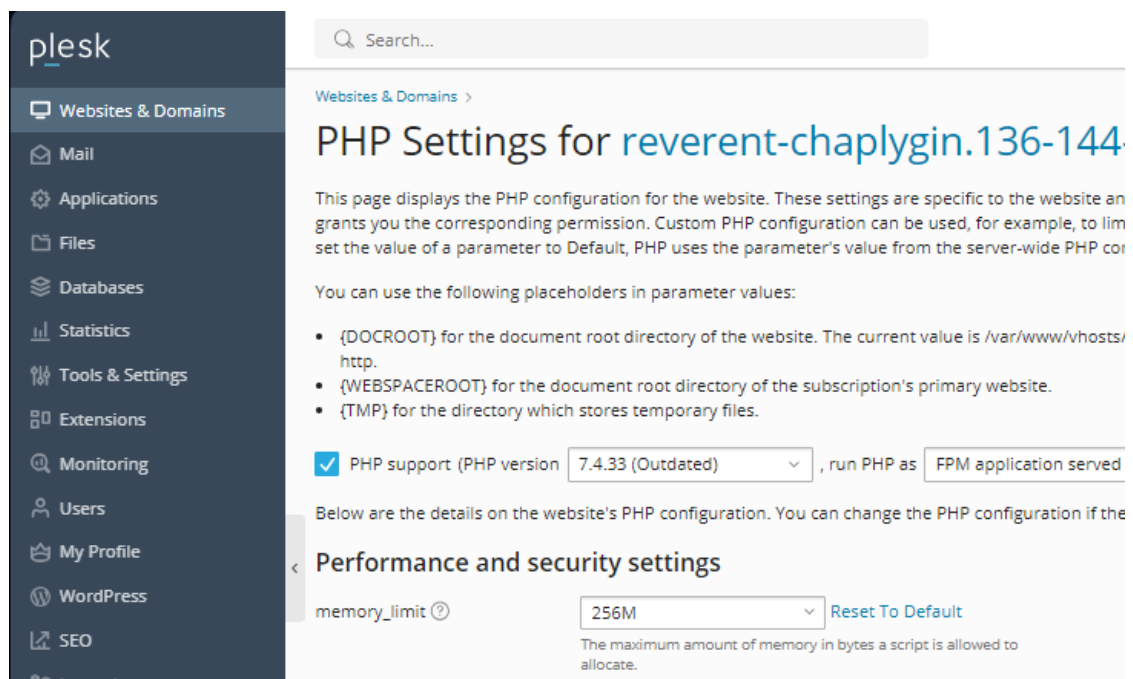 plesk
Search...
Websites & Domains
Mail
Applications
Files
Databases
Statistics
Tools & Settings
Extensions
Monitoring
Users
My Profile
WordPress
SEO
Websites & Domains >
PHP Settings for reverent-chaplygin.136-144-
This page displays the PHP configuration for the website. These settings are specific to the website an
grants you the corresponding permission. Custom PHP configuration can be used, for example, to lim
set the value of a parameter to Default, PHP uses the parameter's value from the server-wide PHP co
You can use the following placeholders in parameter values:
• {DOCROOT} for the document root directory of the website. The current value is /var/www/vhosts/
http.
• {WEBSPACEROOT} for the document root directory of the subscription's primary website.
• {TMP} for the directory which stores temporary files.
PHP support (PHP version 7.4.33 (Outdated) , run PHP as FPM application served
Below are the details on the website's PHP configuration. You can change the PHP configuration if the
Performance and security settings
memory_limit ? 256M Reset To Default
The maximum amount of memory in bytes a script is allowed to
allocate.